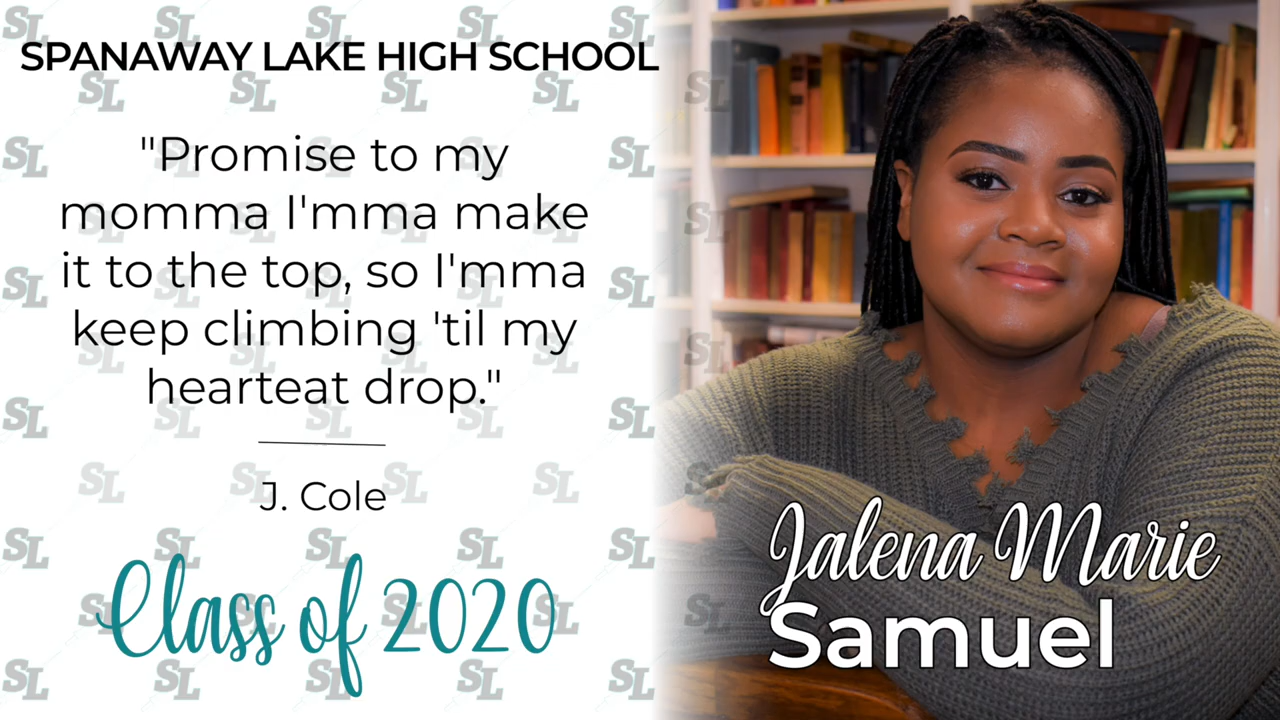 SPANAWAY LAKE HIGH SCHOOL
"Promise to my
momma I'mma make
it to the top, so I'mma
keep climbing 'til my
hearteat drop."
J. Cole
Class of 2020
Jalena Marie
Samuel